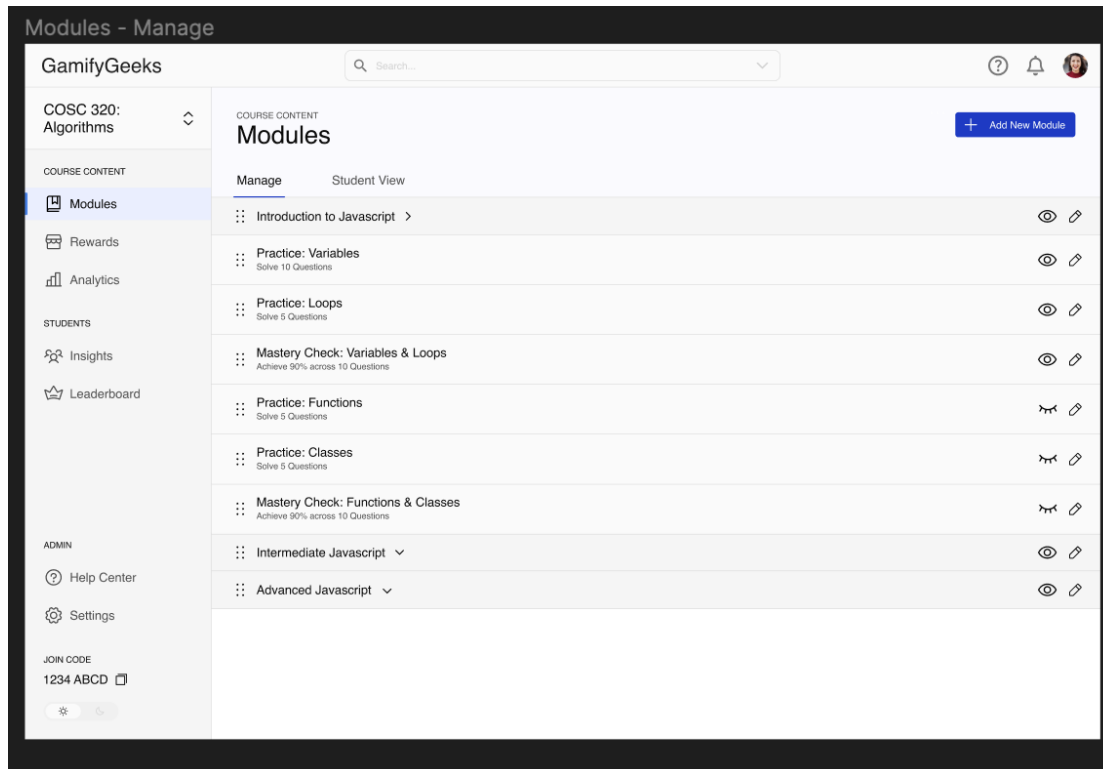 Modules - Manage
GamifyGeeks
Search...
COSC 320:
Algorithms
COURSE CONTENT
Modules
Rewards
Analytics
STUDENTS
Insights
Leaderboard
ADMIN
Help Center
Settings
JOIN CODE
1234 ABCD
COURSE CONTENT
Modules
Add New Module
Manage
Student View
Introduction to Javascript
Practice: Variables
Solve 10 Questions
Practice: Loops
Solve 5 Questions
Mastery Check: Variables & Loops
Achieve 90% across 10 Questions
Practice: Functions
Solve 5 Questions
Practice: Classes
Solve 5 Questions
Mastery Check: Functions & Classes
Achieve 90% across 10 Questions
Intermediate Javascript
Advanced Javascript